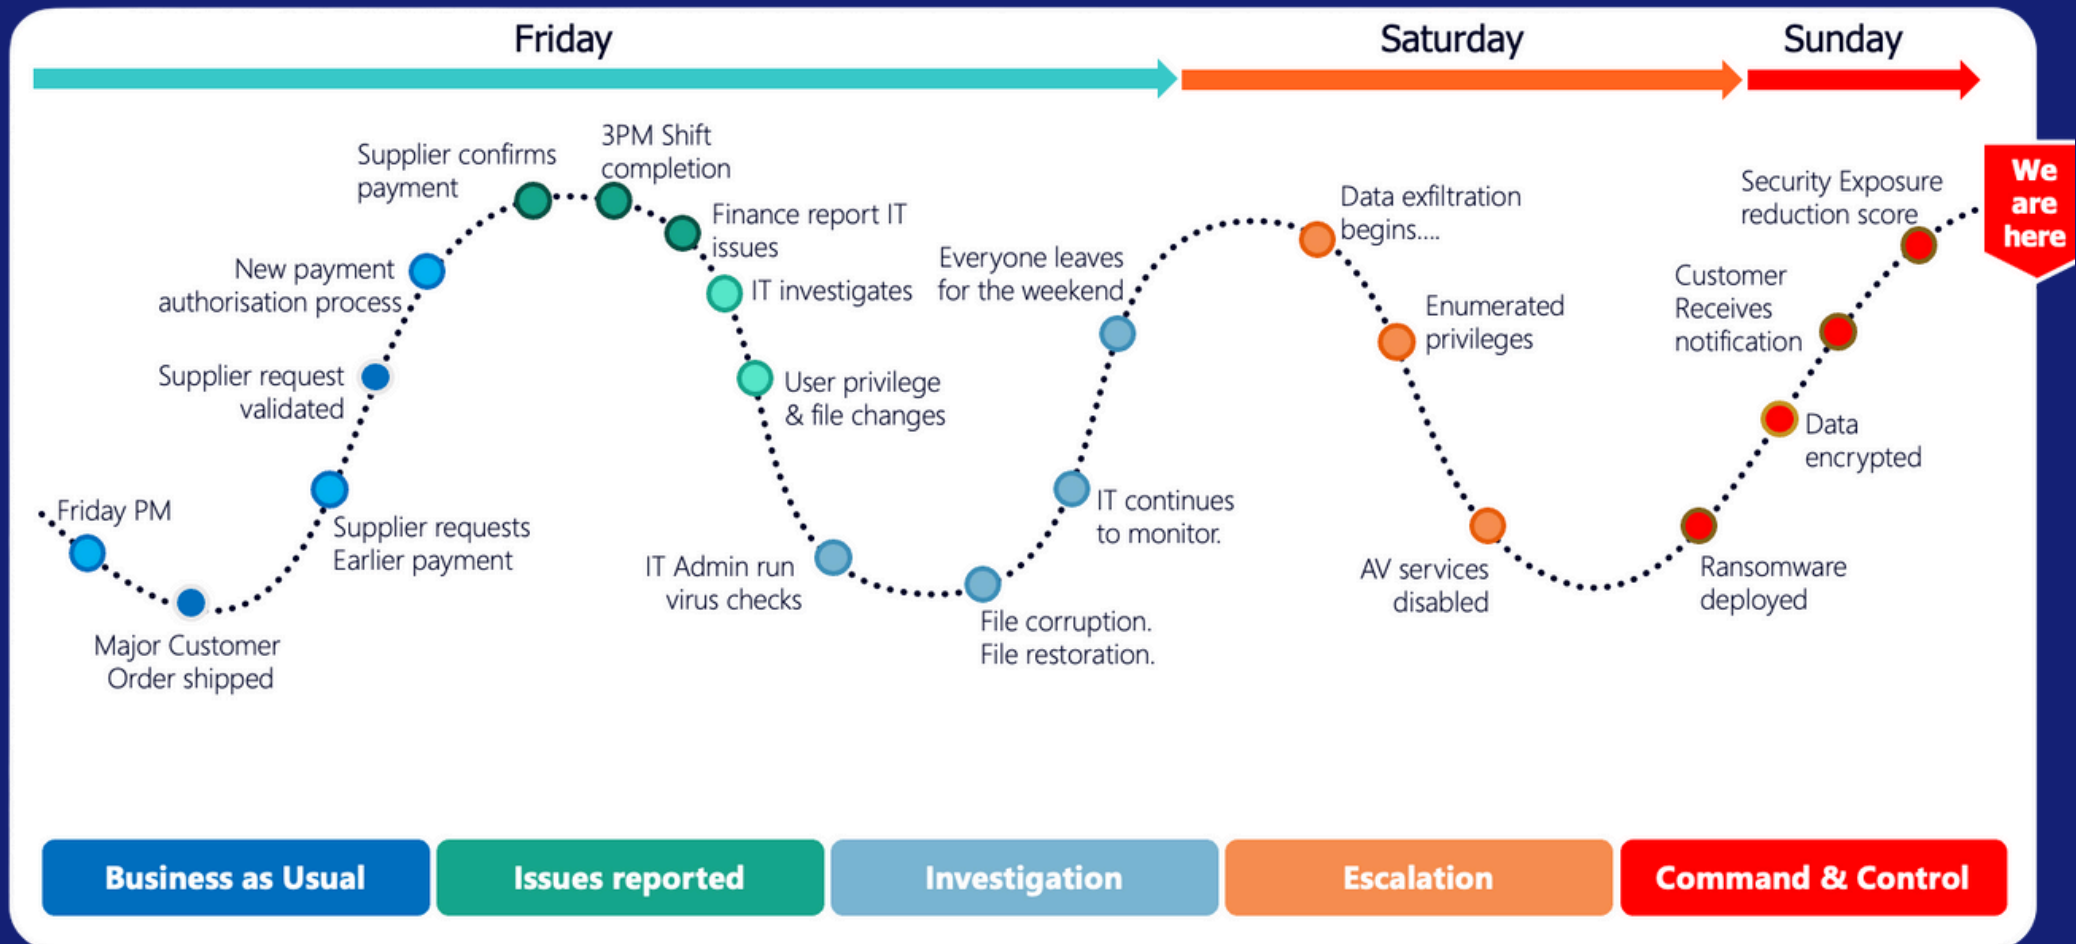 Friday
Saturday
Sunday
We
are
here
Friday PM
Major Customer
Order shipped
Supplier requests
Earlier payment
Supplier request
validated
New payment
authorisation process
Supplier confirms
payment
3PM Shift
completion
Finance report IT
issues
IT investigates
User privilege
& file changes
IT Admin run
virus checks
File corruption.
File restoration.
IT continues
to monitor.
Everyone leaves
for the weekend
Data exfiltration
begins....
Enumerated
privileges
AV services
disabled
Ransomware
deployed
Data
encrypted
Customer
Receives
notification
Security Exposure
reduction score
Business as Usual
Issues reported
Investigation
Escalation
Command & Control